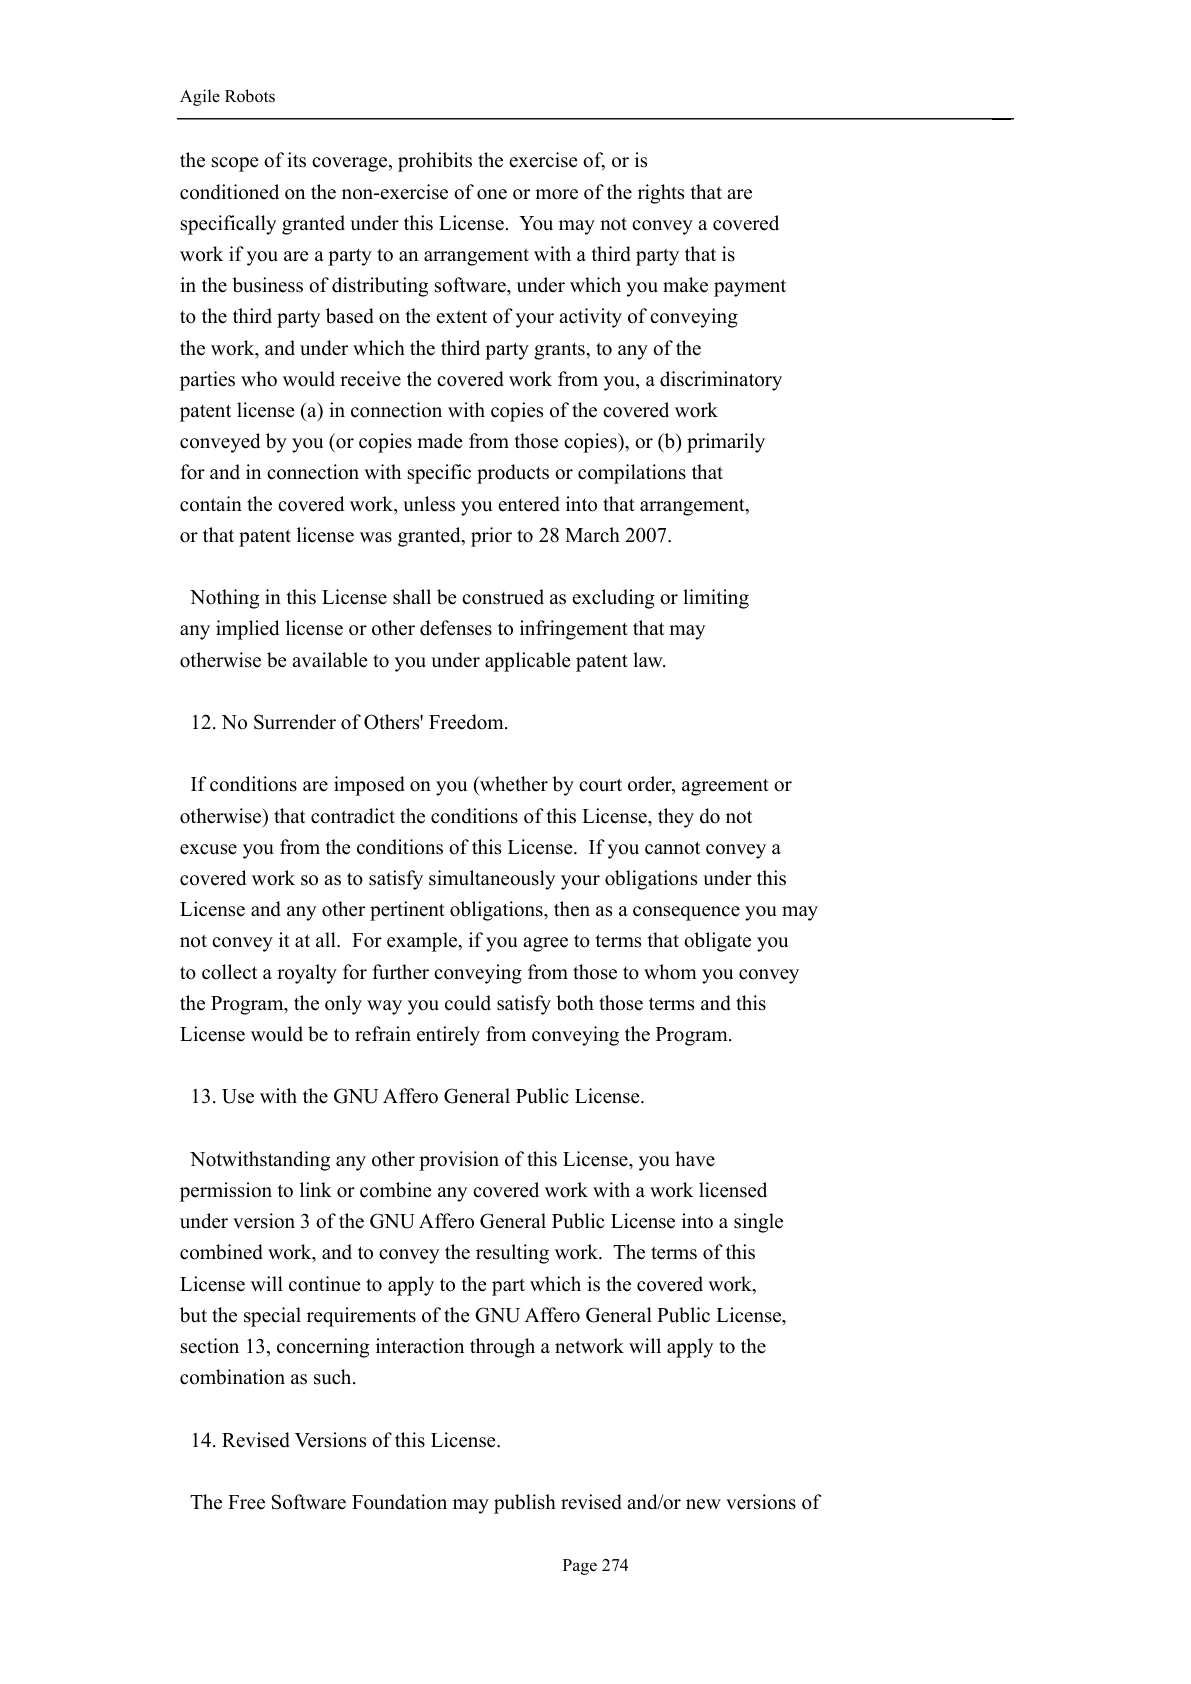 Agile Robots
the scope of its coverage, prohibits the exercise of, or is
conditioned on the non-exercise of one or more of the rights that are
specifically granted under this License.  You may not convey a covered
work if you are a party to an arrangement with a third party that is
in the business of distributing software, under which you make payment
to the third party based on the extent of your activity of conveying
the work, and under which the third party grants, to any of the
parties who would receive the covered work from you, a discriminatory
patent license (a) in connection with copies of the covered work
conveyed by you (or copies made from those copies), or (b) primarily
for and in connection with specific products or compilations that
contain the covered work, unless you entered into that arrangement,
or that patent license was granted, prior to 28 March 2007.
Nothing in this License shall be construed as excluding or limiting
any implied license or other defenses to infringement that may
otherwise be available to you under applicable patent law.
12. No Surrender of Others' Freedom.
If conditions are imposed on you (whether by court order, agreement or
otherwise) that contradict the conditions of this License, they do not
excuse you from the conditions of this License.  If you cannot convey a
covered work so as to satisfy simultaneously your obligations under this
License and any other pertinent obligations, then as a consequence you may
not convey it at all.  For example, if you agree to terms that obligate you
to collect a royalty for further conveying from those to whom you convey
the Program, the only way you could satisfy both those terms and this
License would be to refrain entirely from conveying the Program.
13. Use with the GNU Affero General Public License.
Notwithstanding any other provision of this License, you have
permission to link or combine any covered work with a work licensed
under version 3 of the GNU Affero General Public License into a single
combined work, and to convey the resulting work.  The terms of this
License will continue to apply to the part which is the covered work,
but the special requirements of the GNU Affero General Public License,
section 13, concerning interaction through a network will apply to the
combination as such.
14. Revised Versions of this License.
The Free Software Foundation may publish revised and/or new versions of
Page 274